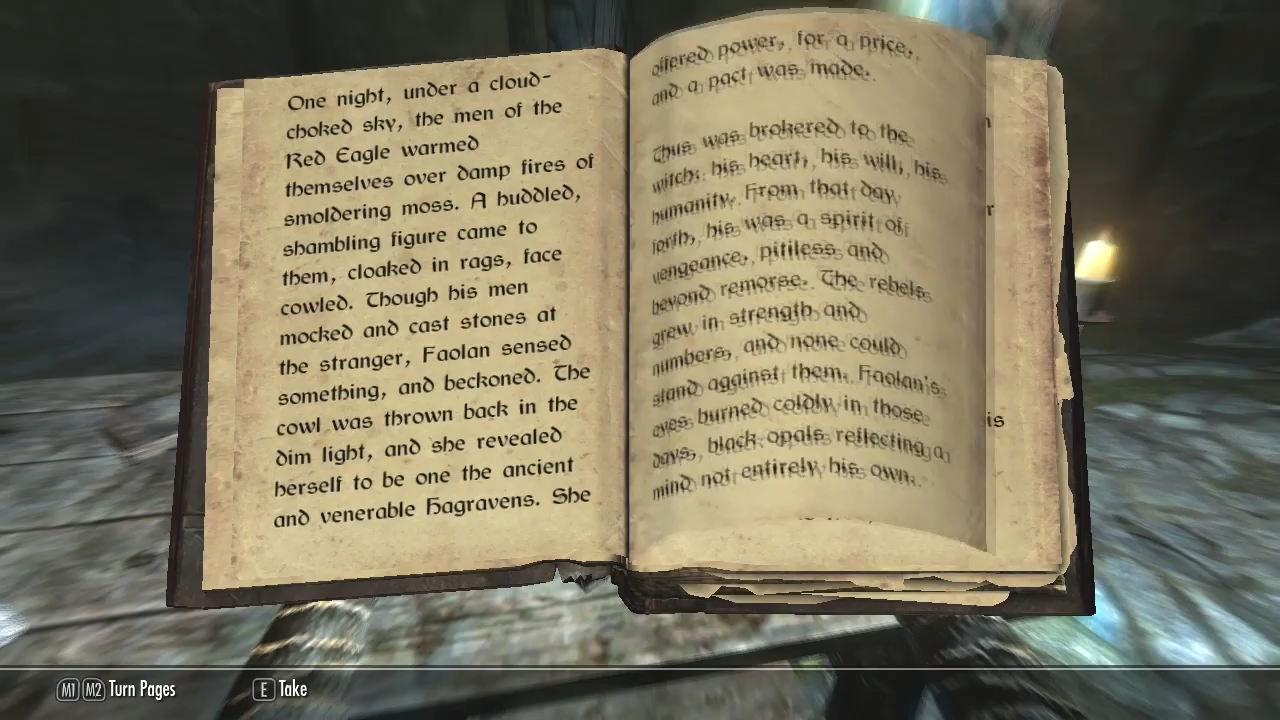 One night, under a cloud-
choked sky, the men of the
Red Eagle warmed
themselves over damp fires of
smoldering moss. A huddled,
shambling figure came to
them, cloaked in rags, face
cowled. Though his men
mocked and cast stones at
the stranger, Faolan sensed
something, and beckoned. The
cowl was thrown back in the
dim light, and she revealed
herself to be one the ancient
and venerable Hagravens. She
offered power, for a price,
and a pact was made.
Thus was brokered to the
witch: his heart, his will, his
humanity. From that day
forth, his was a spirit of
vengeance, pitiless and
beyond remorse. The rebels
grew in strength and
numbers, and none could
stand against them. Faolan's
eyes burned coldly in those
days, black opals reflecting a
mind not entirely his own.
is
M1 M2 Turn Pages
E Take